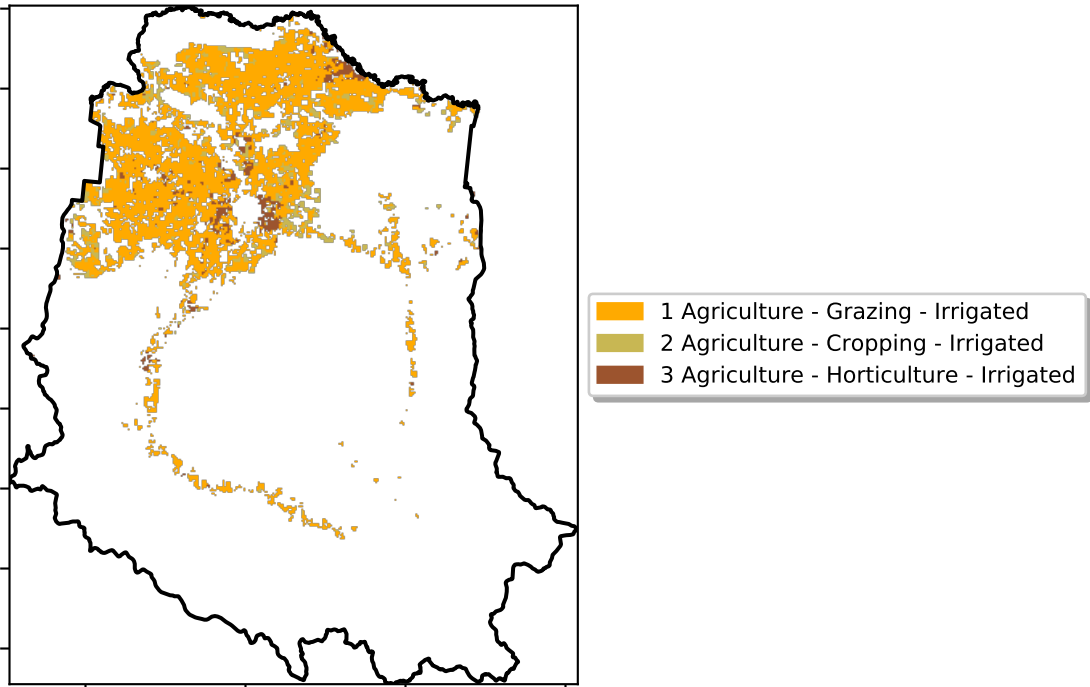 1 Agriculture - Grazing - Irrigated
2 Agriculture - Cropping - Irrigated
3 Agriculture - Horticulture - Irrigated